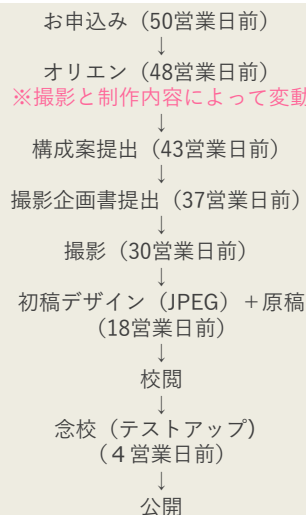 お申込み（50営業日前）
↓
オリエン（48営業日前）
※撮影と制作内容によって変動
↓
構成案提出（43営業日前）
↓
撮影企画書提出（37営業日前）
↓
撮影（30営業日前）
↓
初稿デザイン（JPEG）＋原稿
（18営業日前）
↓
校閲
↓
念校（テストアップ)
（４営業日前）
↓
公開